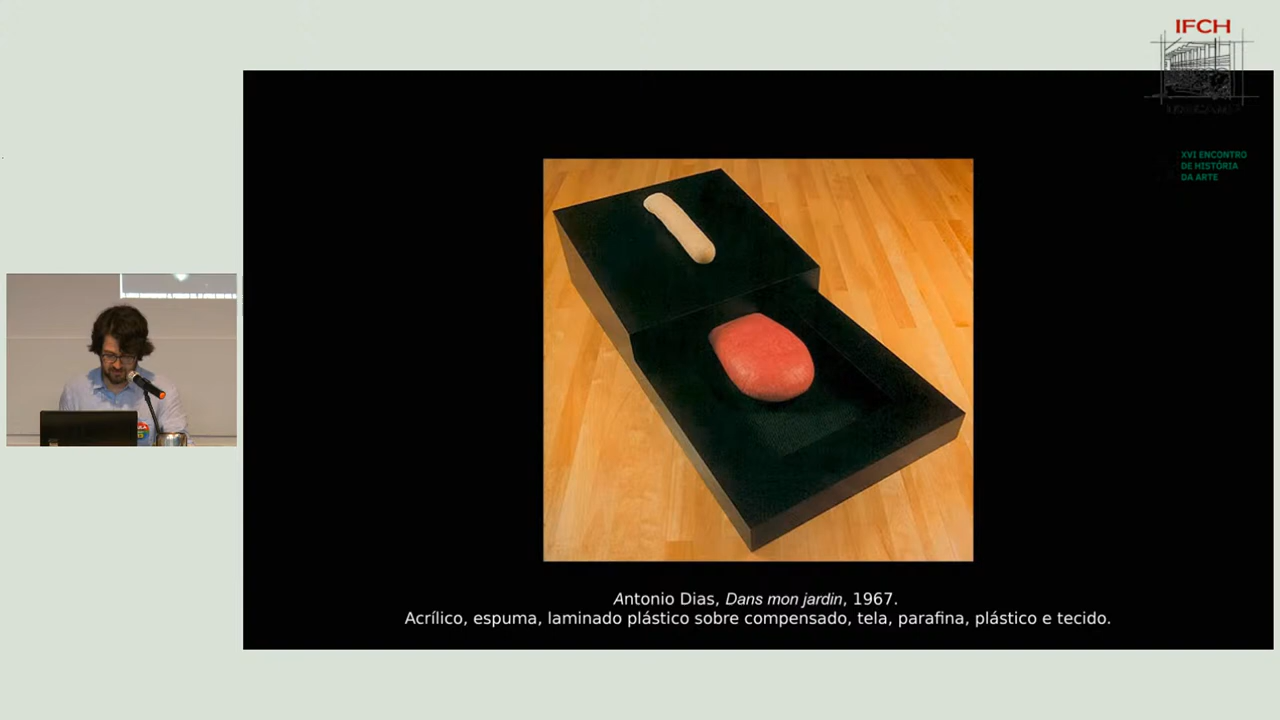 IFCH
XVI ENCONTRO
DE HISTÓRIA
DA ARTE
Antonio Dias, Dans mon jardin, 1967.
Acrílico, espuma, laminado plástico sobre compensado, tela, parafina, plástico e tecido.